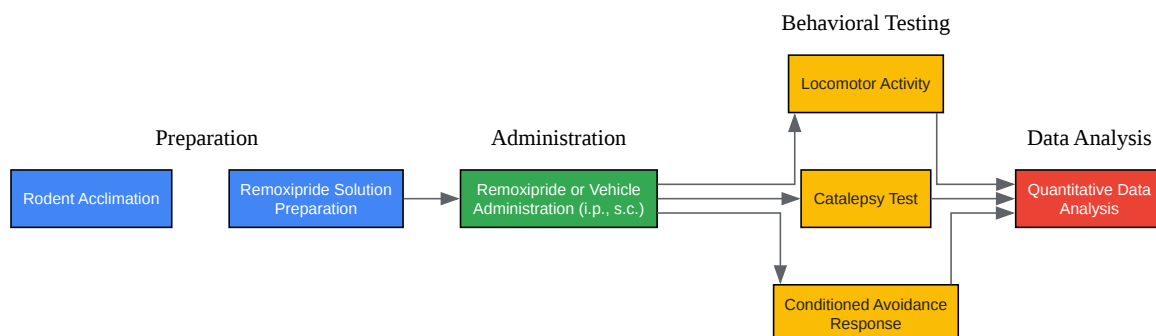 Behavioral Testing
Locomotor Activity
Preparation
Administration
Data Analysis
Rodent Acclimation
Remoxipride Solution
Preparation
Remoxipride or Vehicle
Administration (i.p., s.c.)
Catalepsy Test
Quantitative Data
Analysis
Conditioned Avoidance
Response